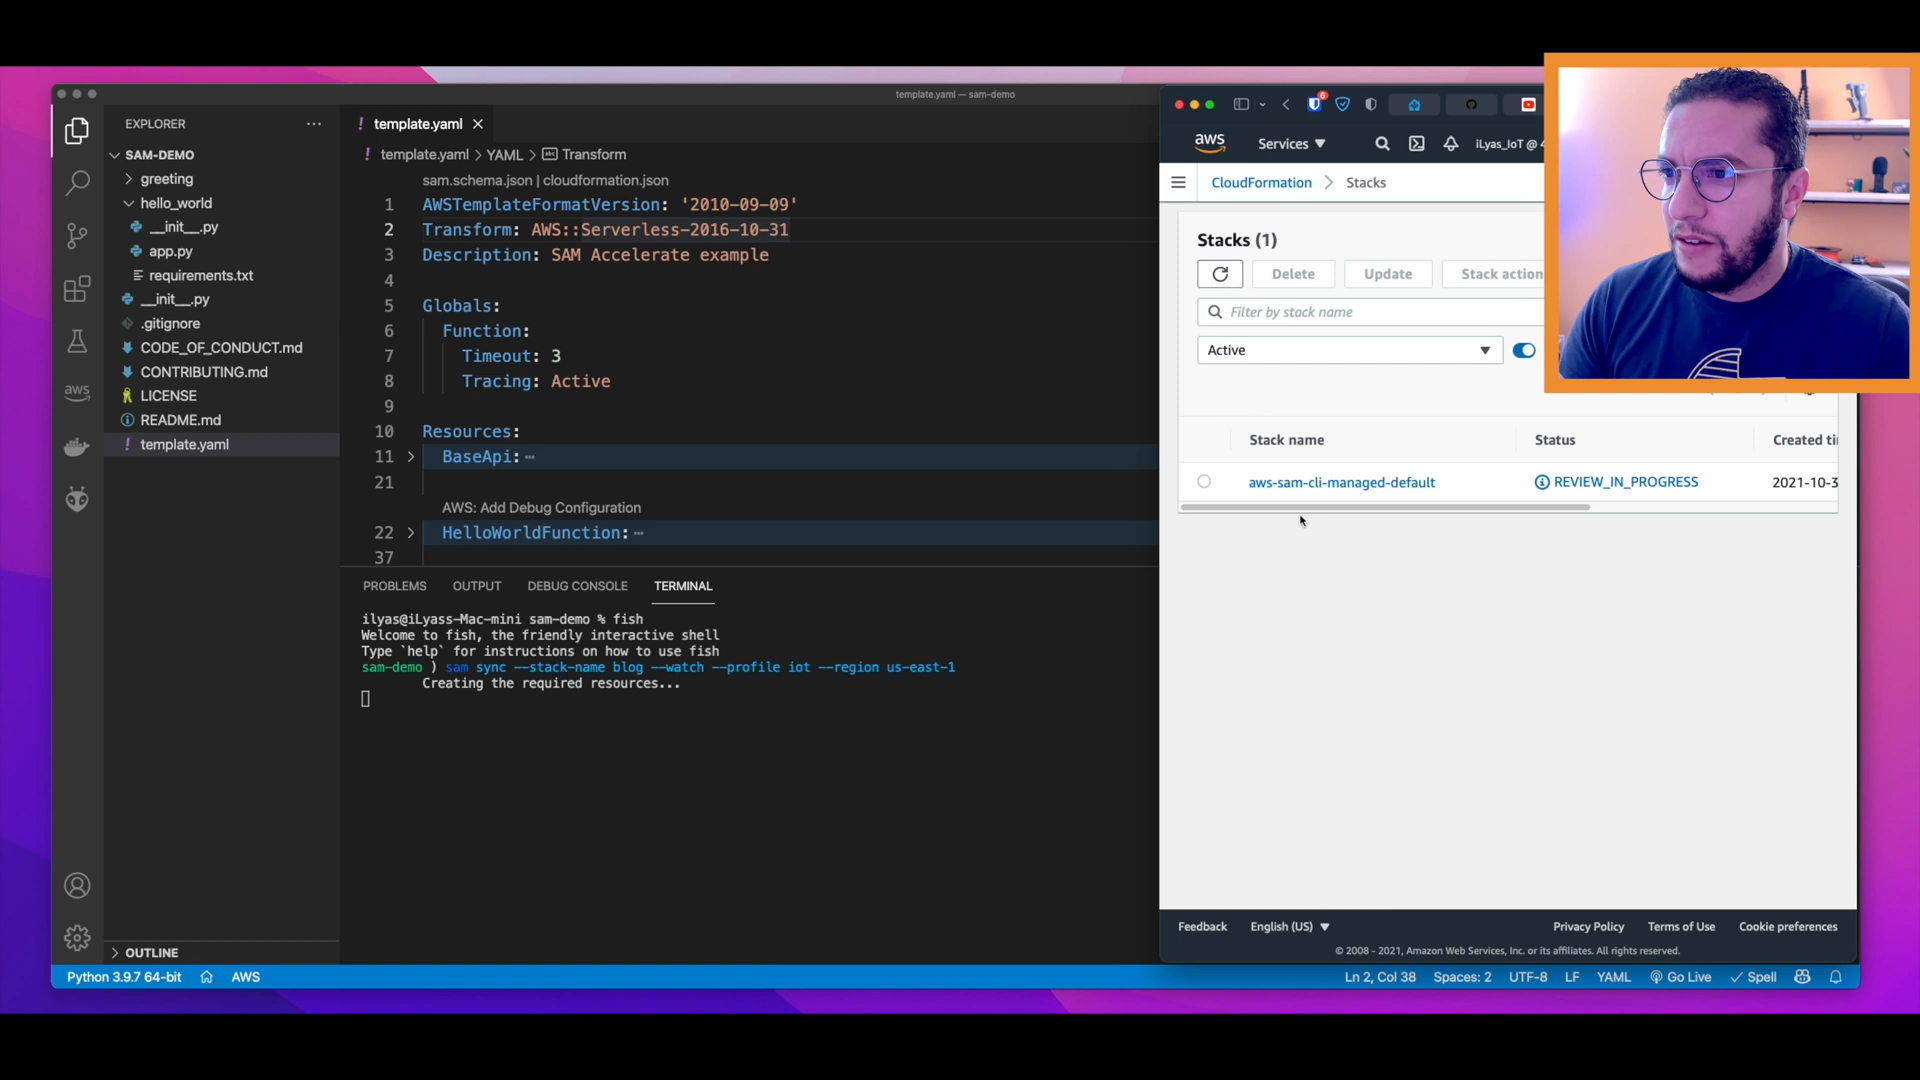 template.yaml — sam-demo
EXPLORER
SAM-DEMO
greeting
hello_world
__init__.py
app.py
requirements.txt
__init__.py
.gitignore
CODE_OF_CONDUCT.md
CONTRIBUTING.md
LICENSE
README.md
template.yaml
OUTLINE
aws
! template.yaml
! template.yaml > YAML > Transform
sam.schema.json | cloudformation.json
1 AWSTemplateFormatVersion: '2010-09-09'
2 Transform: AWS::Serverless-2016-10-31
3 Description: SAM Accelerate example
4
5 Globals:
6 Function:
7 Timeout: 3
8 Tracing: Active
9
10 Resources:
11 BaseApi: ⋯
21
AWS: Add Debug Configuration
22 HelloWorldFunction: ⋯
37
PROBLEMS OUTPUT DEBUG CONSOLE TERMINAL
ilyas@iLyass-Mac-mini sam-demo % fish
Welcome to fish, the friendly interactive shell
Type `help` for instructions on how to use fish
sam-demo ) sam sync --stack-name blog --watch --profile iot --region us-east-1
Creating the required resources...
6
aws Services iLyas_IoT @ 4
CloudFormation > Stacks
Stacks (1)
Delete Update Stack action
Filter by stack name
Active
Stack name Status Created ti
aws-sam-cli-managed-default REVIEW_IN_PROGRESS 2021-10-3
Feedback English (US) Privacy Policy Terms of Use Cookie preferences
© 2008 - 2021, Amazon Web Services, Inc. or its affiliates. All rights reserved.
Python 3.9.7 64-bit AWS Ln 2, Col 38 Spaces: 2 UTF-8 LF YAML Go Live Spell